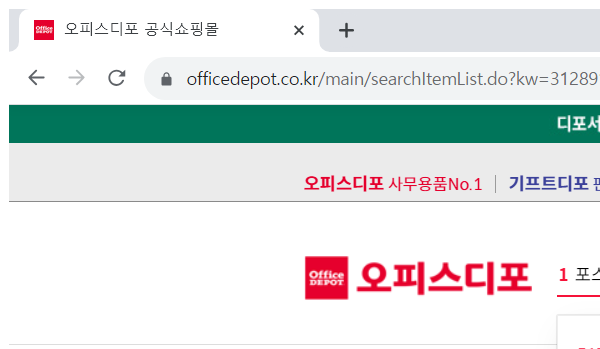 Office DEPOT 오피스디포 공식쇼핑몰
officedepot.co.kr/main/searchItemList.do?kw=31289
디포서
오피스디포 사무용품No.1 기프트디포
Office
DEPOT
오피스디포
1 포스